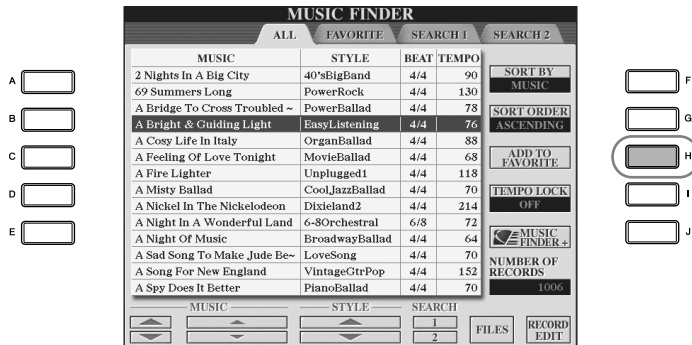 MUSIC FINDER
ALL FAVORITE SEARCH 1 SEARCH 2
MUSIC STYLE BEAT TEMPO
2 Nights In A Big City 40'sBigBand 4/4 90
69 Summers Long PowerRock 4/4 130
A Bridge To Cross Troubled ~ PowerBallad 4/4 78
A Bright & Guiding Light EasyListening 4/4 76
A Cosy Life In Italy OrganBallad 4/4 88
A Feeling Of Love Tonight MovieBallad 4/4 68
A Fire Lighter Unplugged1 4/4 118
A Misty Ballad CoolJazzBallad 4/4 70
A Nickel In The Nickelodeon Dixieland2 4/4 214
A Night In A Wonderful Land 6-8Orchestral 6/8 72
A Night Of Music BroadwayBallad 4/4 64
A Sad Song To Make Jude Be~ LoveSong 4/4 70
A Song For New England VintageGtrPop 4/4 152
A Spy Does It Better PianoBallad 4/4 70
SORT BY
MUSIC
SORT ORDER
ASCENDING
ADD TO
FAVORITE
TEMPO LOCK
OFF
MUSIC
FINDER +
NUMBER OF
RECORDS
1006
MUSIC STYLE SEARCH
1
2
FILES
RECORD
EDIT
A
B
C
D
E
F
G
H
I
J